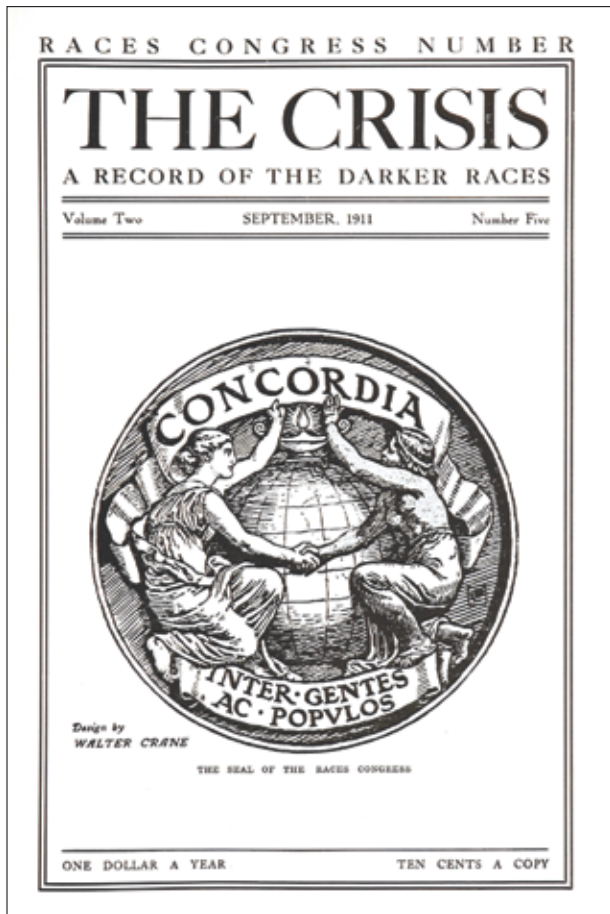 RACES CONGRESS NUMBER
THE CRISIS
A RECORD OF THE DARKER RACES
Volume Two SEPTEMBER, 1911 Number Five
CONCORDIA
INTER·GENTES
AC·POPVLOS
Design by
WALTER CRANE
THE SEAL OF THE RACES CONGRESS
ONE DOLLAR A YEAR TEN CENTS A COPY